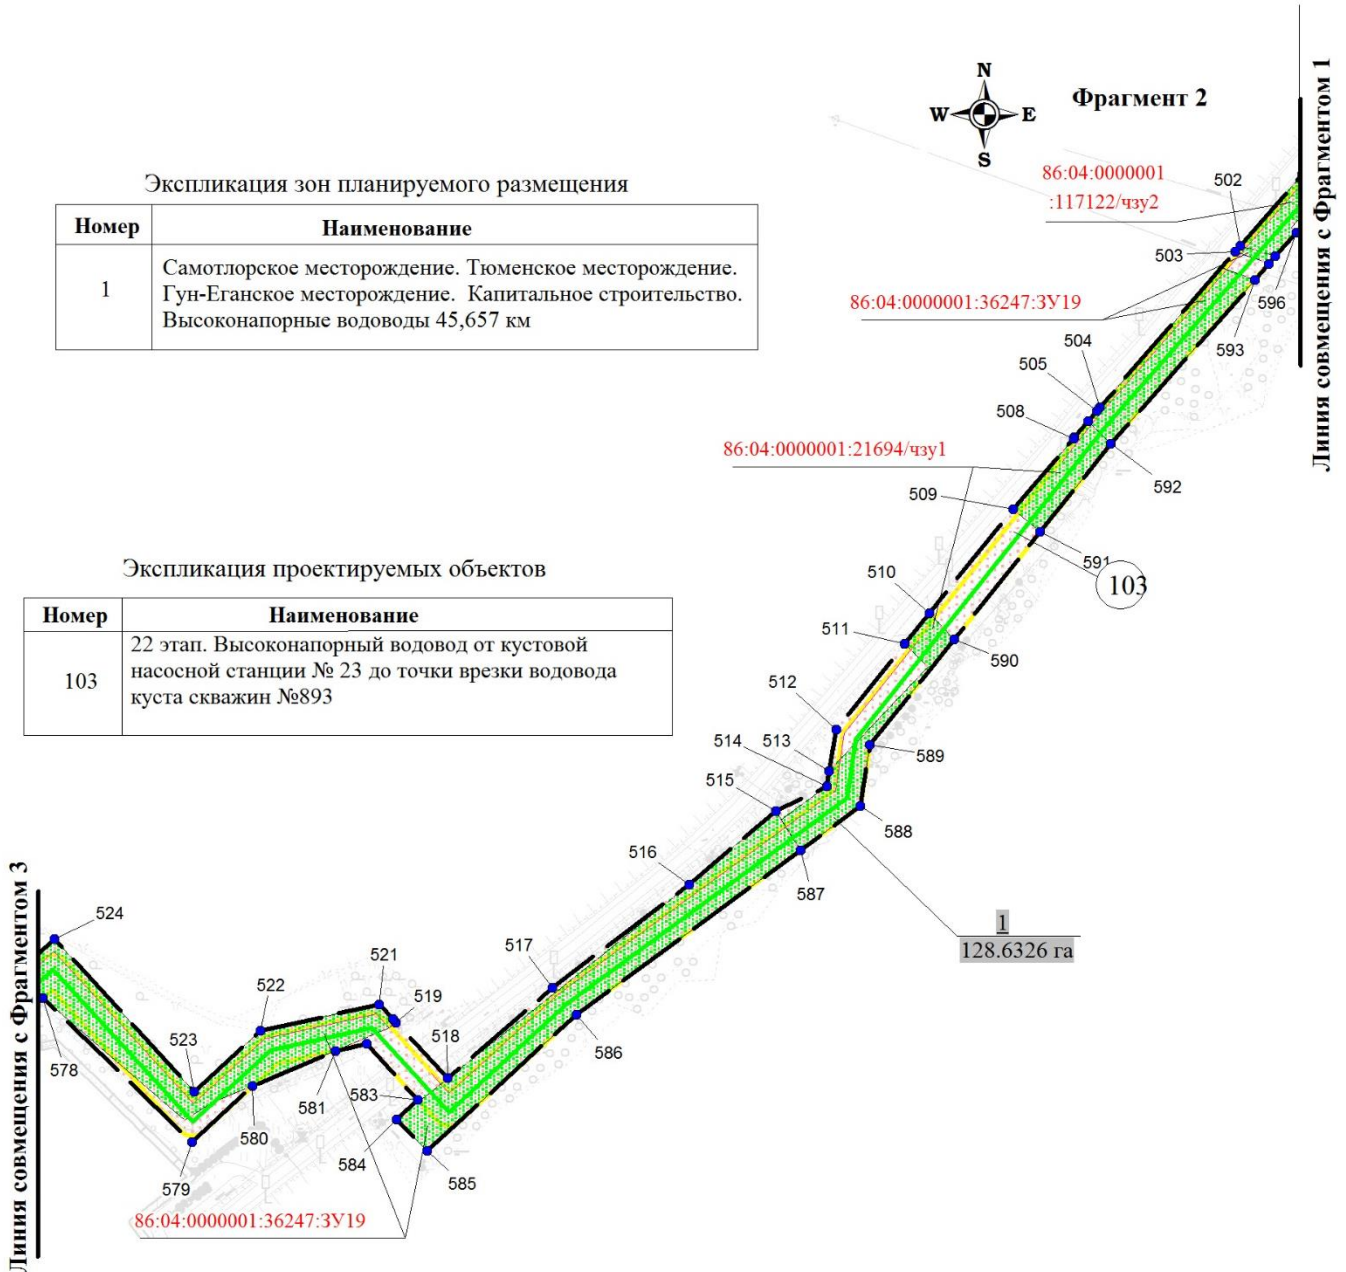 N
W E
S
Фрагмент 2
Линия совмещения с Фрагментом 1
Экспликация зон планируемого размещения
Номер Наименование
1 Самотлорское месторождение. Тюменское месторождение.
Гун-Еганское месторождение. Капитальное строительство.
Высоконапорные водоводы 45,657 км
86:04:0000001
:117122/чзу2
502
503
86:04:0000001:36247:ЗУ19
596
593
504
505
508
86:04:0000001:21694/чзу1
592
509
591
103
510
511
590
Экспликация проектируемых объектов
Номер Наименование
103 22 этап. Высоконапорный водовод от кустовой
насосной станции № 23 до точки врезки водовода
куста скважин №893
512
513
514
589
515
588
516
587
1
128.6326 га
517
586
Линия совмещения с Фрагментом 3
524
521
522
519
518
523
578
581
583
580
584
585
579
86:04:0000001:36247:ЗУ19